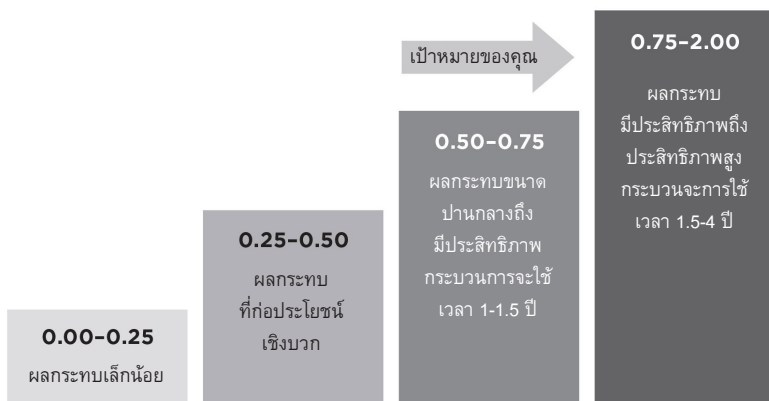 0.00–0.25
ผลกระทบเล็กน้อย
0.25–0.50
ผลกระทบ
ที่ก่อประโยชน์
เชิงบวก
เป้าหมายของคุณ
0.50–0.75
ผลกระทบขนาด
ปานกลางถึง
มีประสิทธิภาพ
กระบวนการจะใช้
เวลา 1-1.5 ปี
0.75–2.00
ผลกระทบ
มีประสิทธิภาพถึง
ประสิทธิภาพสูง
กระบวนจะการใช้
เวลา 1.5-4 ปี